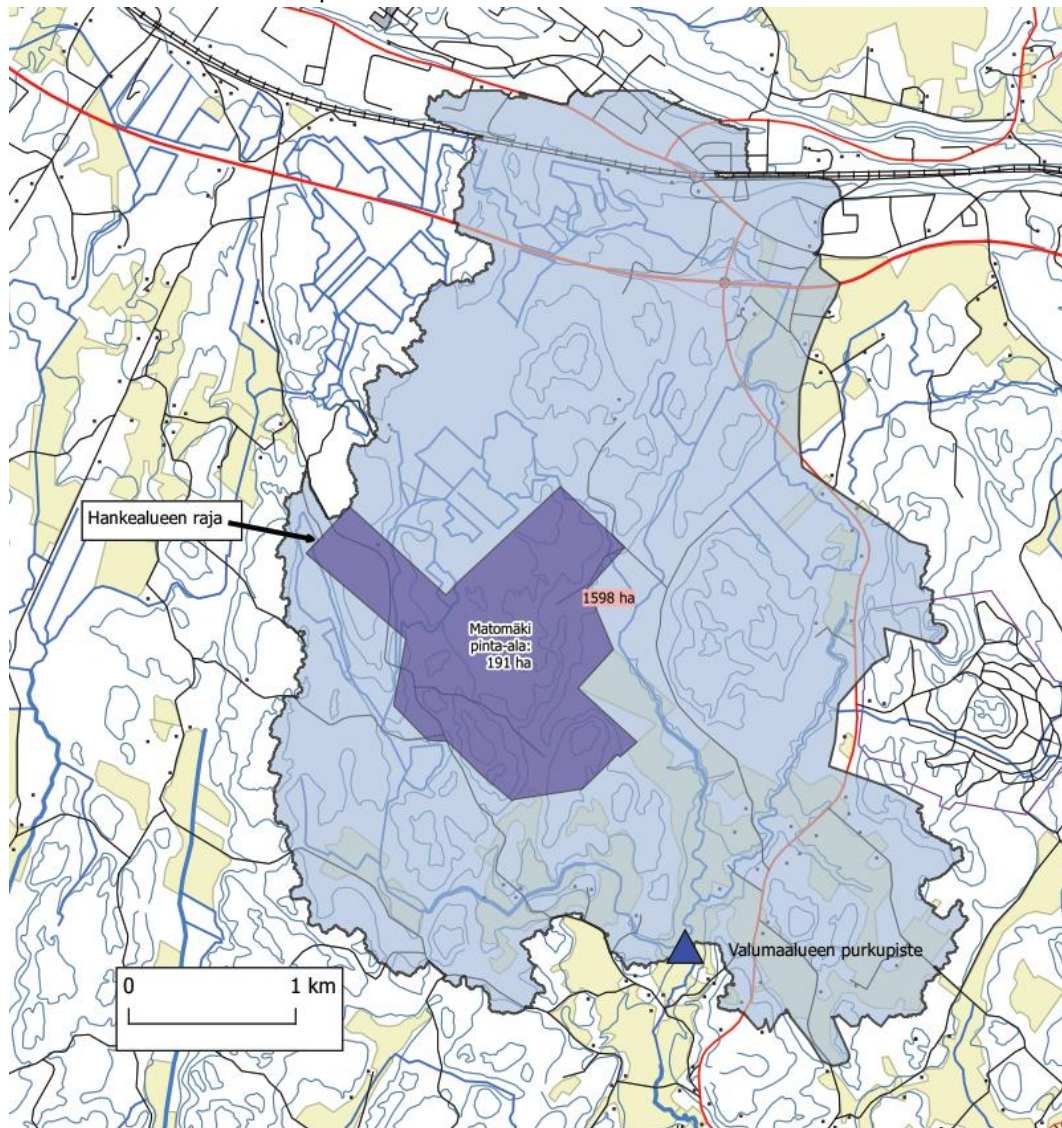 Hankealueen raja
1598 ha
Matomäki
pinta-ala:
191 ha
Valumaalueen purkupiste
0 1 km